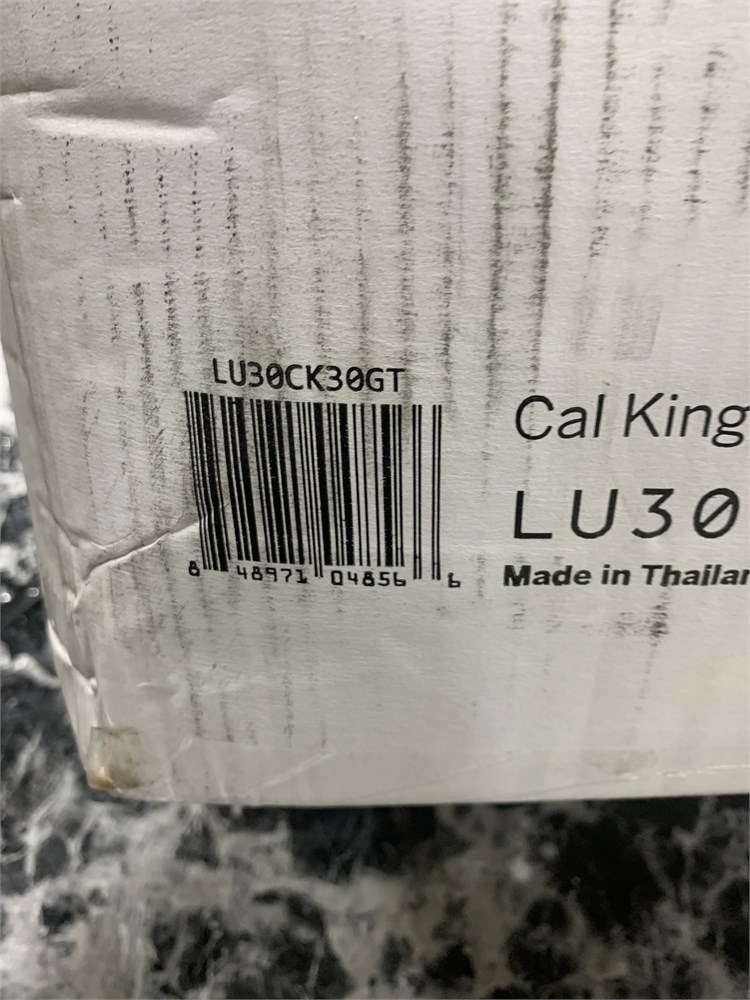 LU30CK30GT
8 48971 04856 6
Cal King
LU30
Made in Thailan